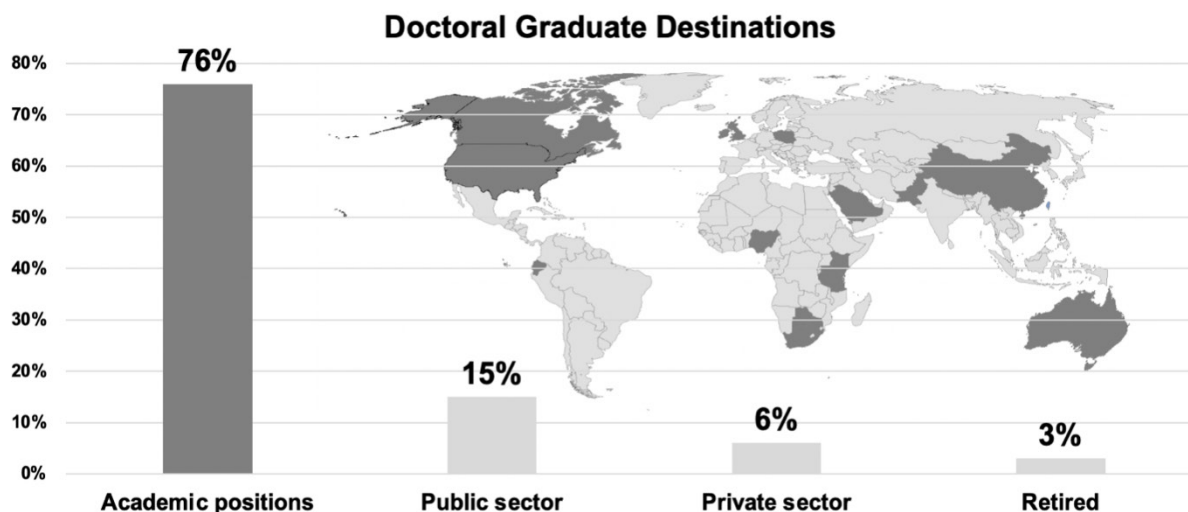 Doctoral Graduate Destinations
80%
76%
70%
60%
50%
40%
30%
20%
15%
10%
6%
3%
0%
Academic positions
Public sector
Private sector
Retired